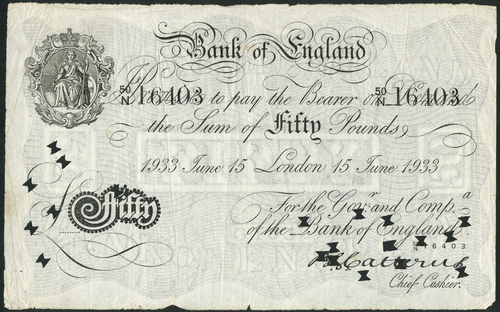 Bank of England
50/N 16403 to pay the Bearer on Demand 50/N 16403
the Sum of Fifty Pounds
1933 June 15 London 15 June 1933
For the Govr. and Compa.
of the Bank of England.
Fifty
N 16403
Chief Cashier.